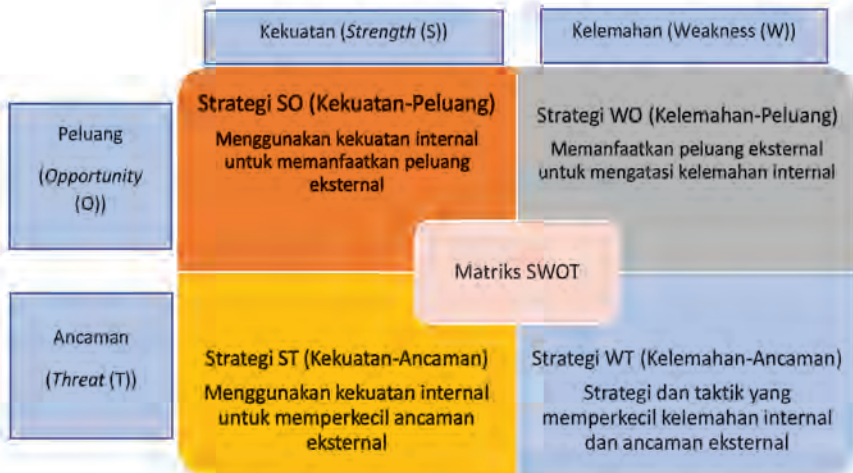 Kekuatan (Strength (S))
Kelemahan (Weakness (W))
Peluang
(Opportunity
(O))
Strategi SO (Kekuatan-Peluang)
Menggunakan kekuatan internal
untuk memanfaatkan peluang
eksternal
Strategi WO (Kelemahan-Peluang)
Memanfaatkan peluang eksternal
untuk mengatasi kelemahan internal
Matriks SWOT
Ancaman
(Threat (T))
Strategi ST (Kekuatan-Ancaman)
Menggunakan kekuatan internal
untuk memperkecil ancaman
eksternal
Strategi WT (Kelemahan-Ancaman)
Strategi dan taktik yang
memperkecil kelemahan internal
dan ancaman eksternal